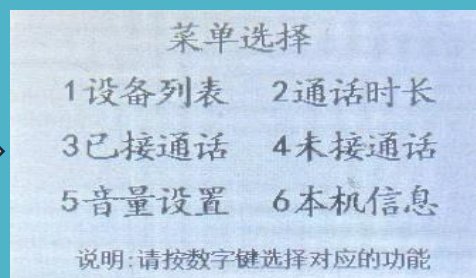 菜单选择
1设备列表 2通话时长
3已接通话 4未接通话
5音量设置 6本机信息
说明:请按数字键选择对应的功能